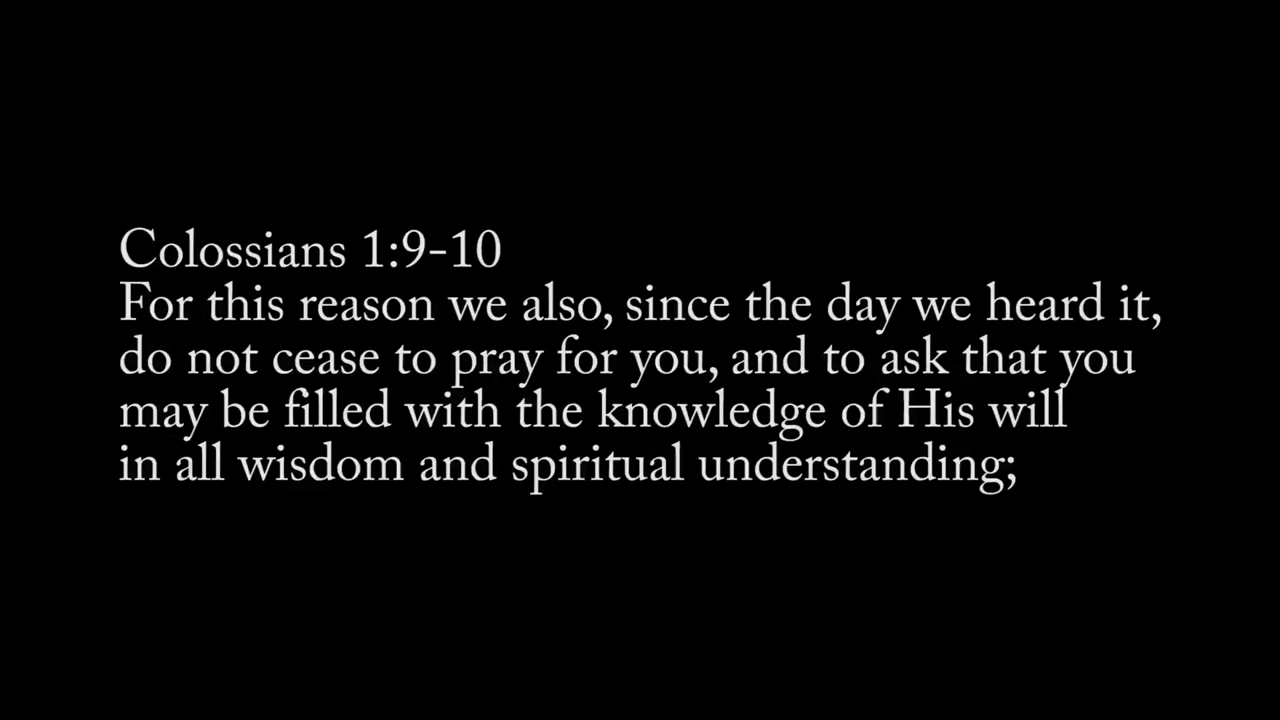 Colossians 1:9-10
For this reason we also, since the day we heard it,
do not cease to pray for you, and to ask that you
may be filled with the knowledge of His will
in all wisdom and spiritual understanding;